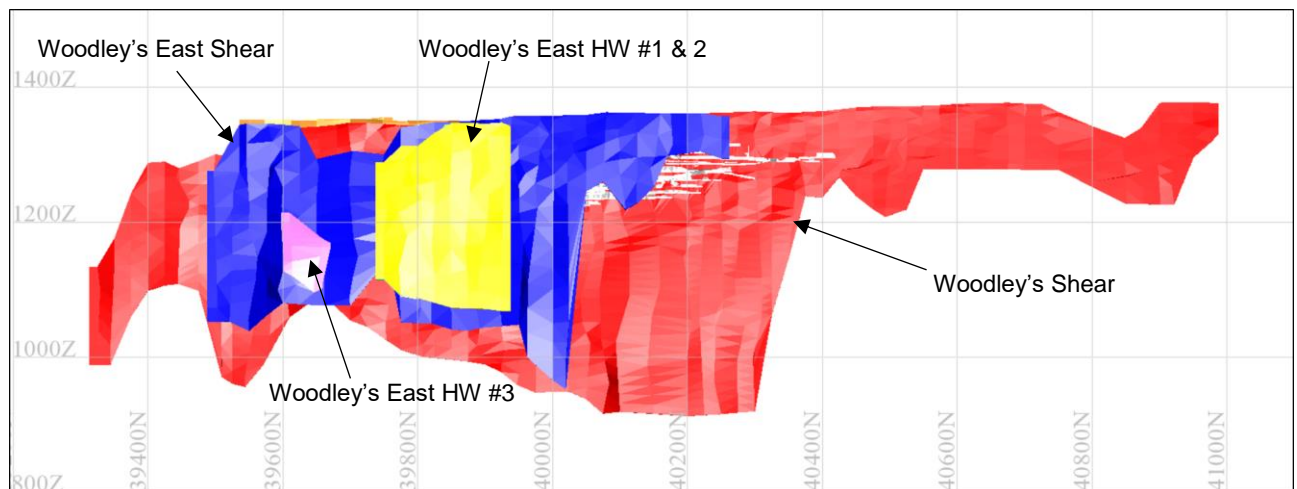 Woodley’s East Shear
Woodley’s East HW #1 & 2
1400Z
1200Z
Woodley’s Shear
1000Z
Woodley’s East HW #3
800Z
39400N
39600N
39800N
40000N
40200N
40400N
40600N
40800N
41000N